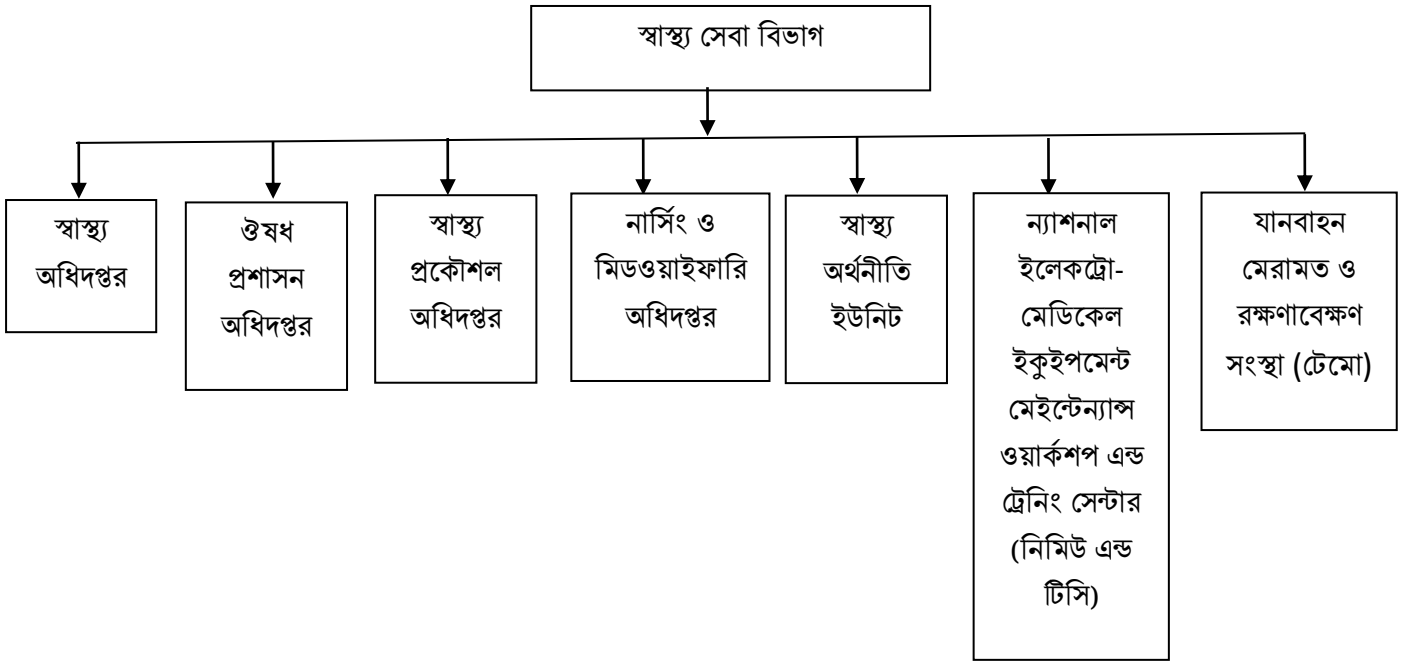 স্বাস্থ্য সেবা বিভাগ
স্বাস্থ্য
অধিদপ্তর
ঔষধ
প্রশাসন
অধিদপ্তর
স্বাস্থ্য
প্রকৌশল
অধিদপ্তর
নার্সিং ও
মিডওয়াইফারি
অধিদপ্তর
স্বাস্থ্য
অর্থনীতি
ইউনিট
ন্যাশনাল
ইলেকট্রো-
মেডিকেল
ইকুইপমেন্ট
মেইন্টেন্যান্স
ওয়ার্কশপ এন্ড
ট্রেনিং সেন্টার
(নিমিউ এন্ড
টিসি)
যানবাহন
মেরামত ও
রক্ষণাবেক্ষণ
সংস্থা (টেমো)